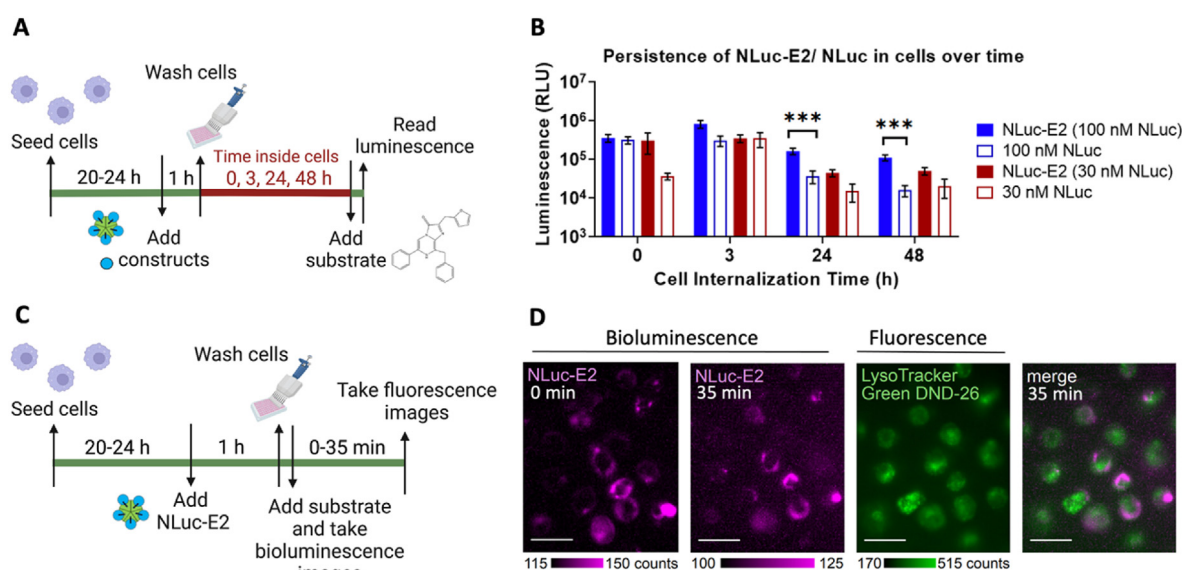 A
Wash cells
Seed cells
Time inside cells
20-24 h
1 h
0, 3, 24, 48 h
Read
luminescence
Add
constructs
Add
substrate
B
Persistence of NLuc-E2/ NLuc in cells over time
Luminescence (RLU)
10⁷
10⁶
10⁵
10⁴
10³
***
***
0
3
24
48
Cell Internalization Time (h)
NLuc-E2 (100 nM NLuc)
100 nM NLuc
NLuc-E2 (30 nM NLuc)
30 nM NLuc
C
Wash cells
Seed cells
Take fluorescence
images
20-24 h
1 h
0-35 min
Add
NLuc-E2
Add substrate
and take
bioluminescence
D
Bioluminescence
Fluorescence
NLuc-E2
0 min
NLuc-E2
35 min
LysoTracker
Green DND-26
merge
35 min
115
150 counts
100
125
170
515 counts